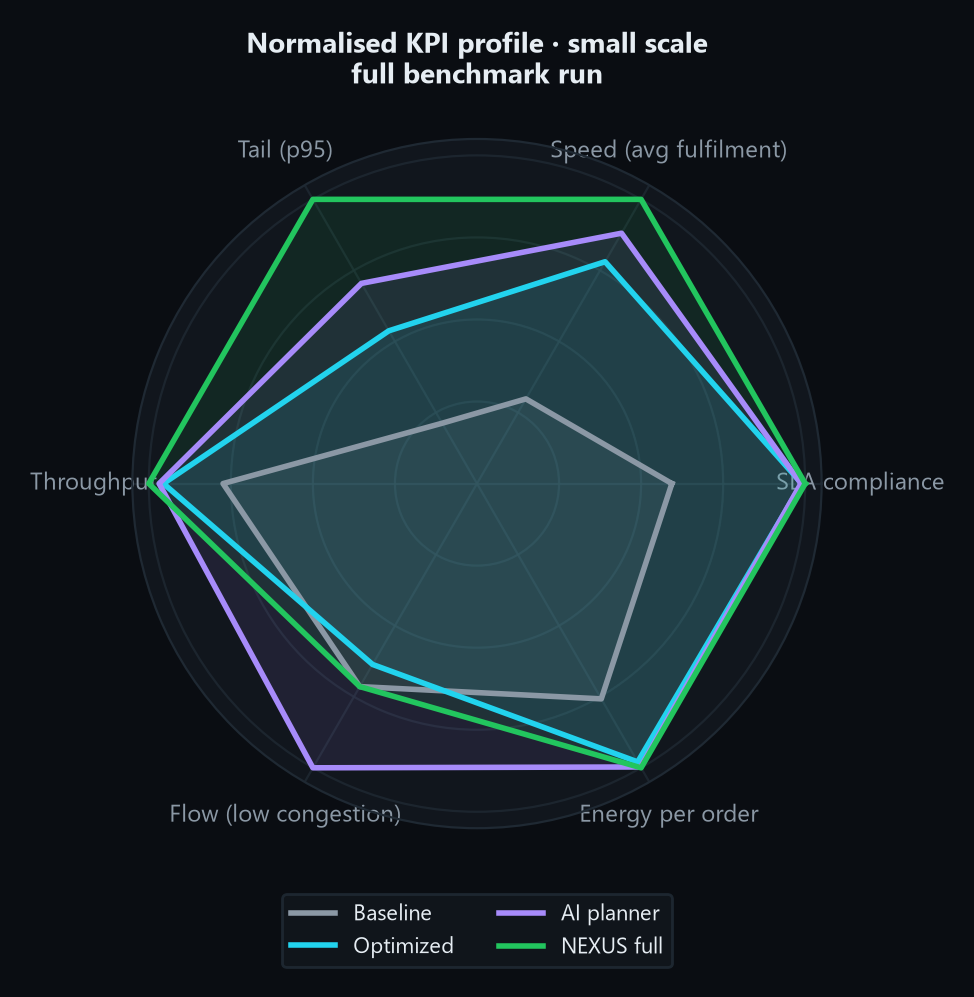 Normalised KPI profile · small scale
full benchmark run
Tail (p95)
Speed (avg fulfilment)
Throughput
SLA compliance
Flow (low congestion)
Energy per order
Baseline
AI planner
Optimized
NEXUS full